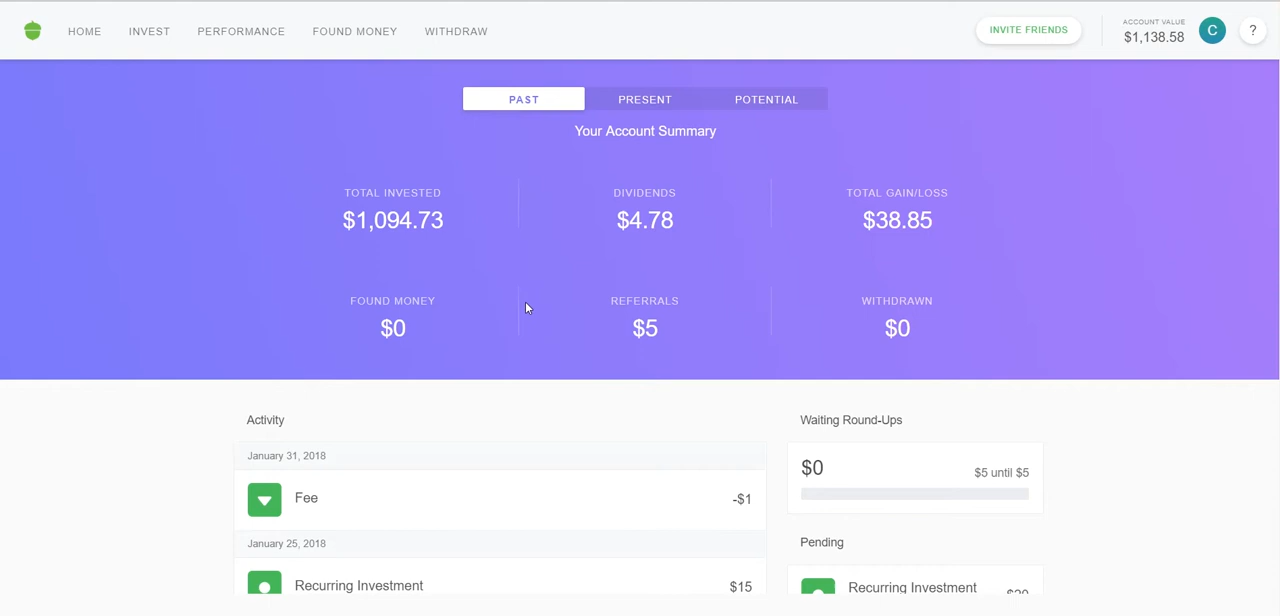 HOME INVEST PERFORMANCE FOUND MONEY WITHDRAW INVITE FRIENDS ACCOUNT VALUE $1,138.58 C ?
PAST PRESENT POTENTIAL
Your Account Summary
TOTAL INVESTED DIVIDENDS TOTAL GAIN/LOSS
$1,094.73 $4.78 $38.85
FOUND MONEY REFERRALS WITHDRAWN
$0 $5 $0
Activity
January 31, 2018
Fee -$1
January 25, 2018
Recurring Investment $15
Waiting Round-Ups
$0 $5 until $5
Pending
Recurring Investment